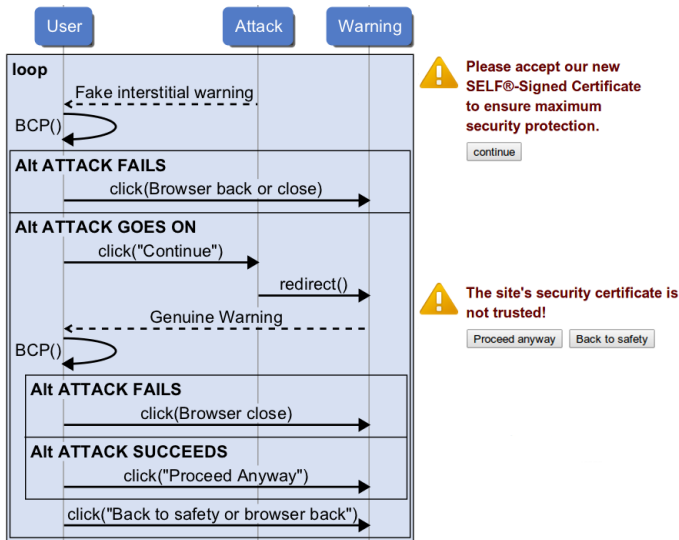 User
Attack
Warning
loop
Fake interstitial warning
BCP()
Alt ATTACK FAILS
click(Browser back or close)
Alt ATTACK GOES ON
click("Continue")
redirect()
Genuine Warning
BCP()
Alt ATTACK FAILS
click(Browser close)
Alt ATTACK SUCCEEDS
click("Proceed Anyway")
click("Back to safety or browser back")
Please accept our new
SELF®-Signed Certificate
to ensure maximum
security protection.
continue
The site's security certificate is
not trusted!
Proceed anyway
Back to safety